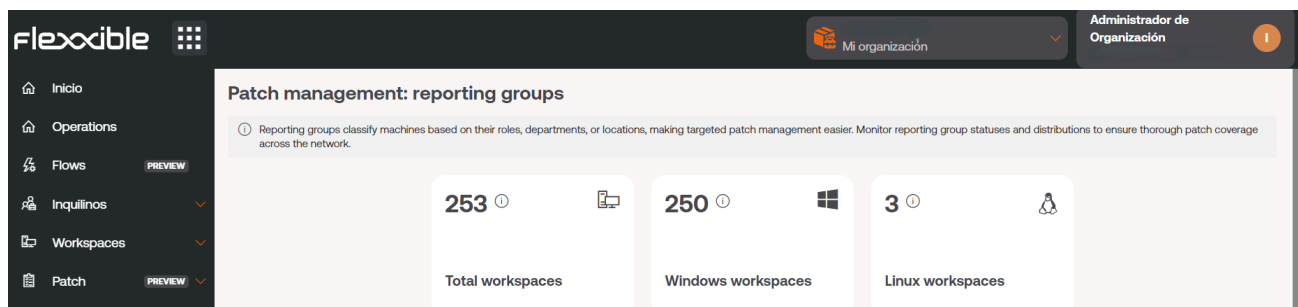 Flexxible
Mi organización
Administrador de
Organización
I
Inicio
Operations
Flows PREVIEW
Inquilinos
Workspaces
Patch PREVIEW
Patch management: reporting groups
Reporting groups classify machines based on their roles, departments, or locations, making targeted patch management easier. Monitor reporting group statuses and distributions to ensure thorough patch coverage
across the network.
253
Total workspaces
250
Windows workspaces
3
Linux workspaces